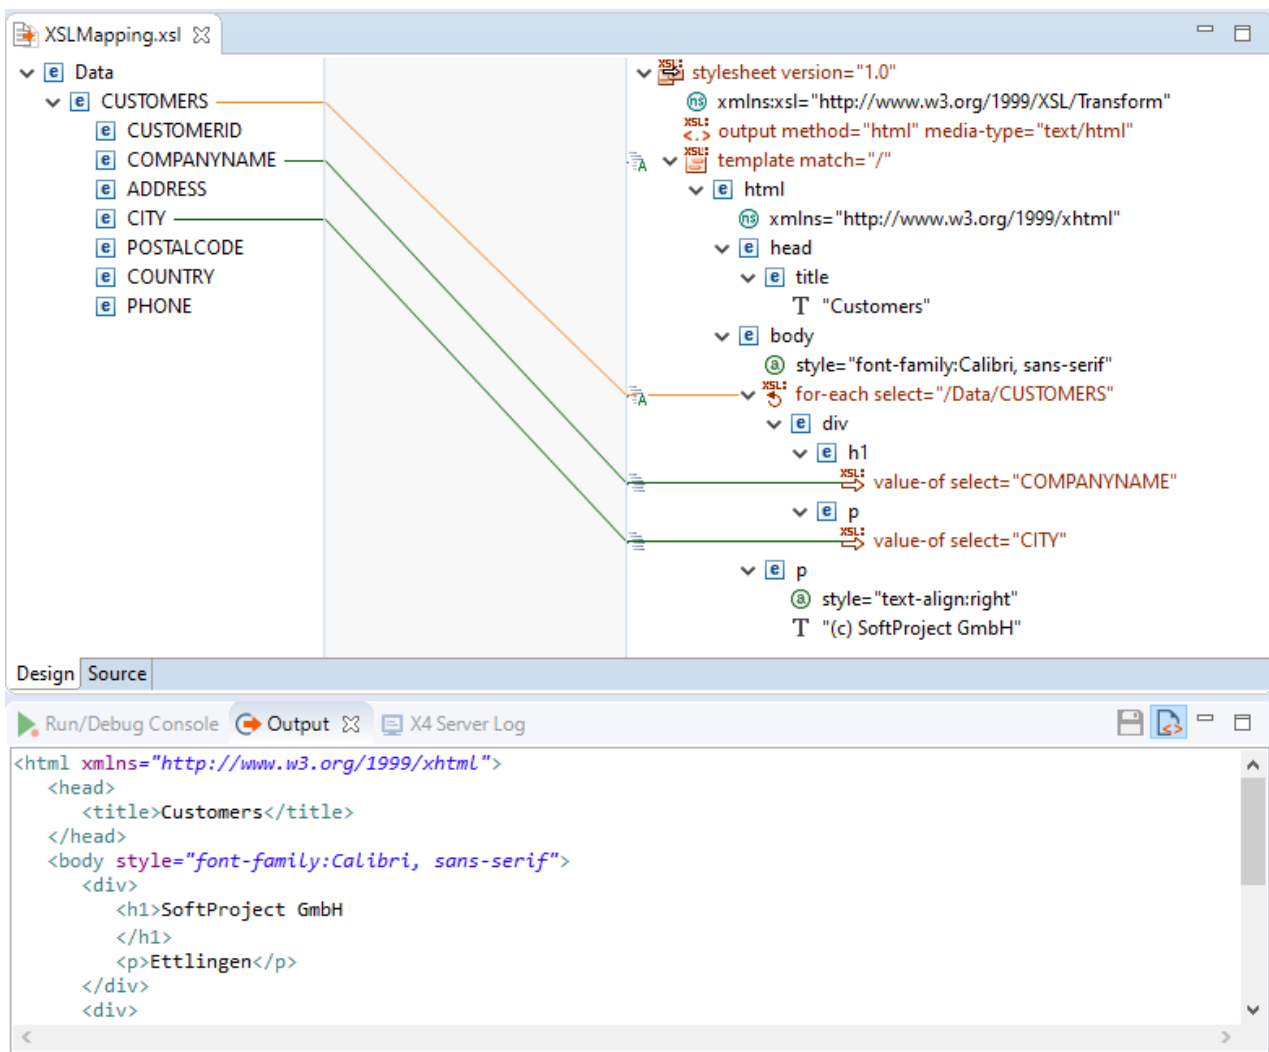 XSLMapping.xsl
Data
CUSTOMERS
CUSTOMERID
COMPANYNAME
ADDRESS
CITY
POSTALCODE
COUNTRY
PHONE
stylesheet version="1.0"
xmlns:xsl="http://www.w3.org/1999/XSL/Transform"
output method="html" media-type="text/html"
template match="/"
html
xmlns="http://www.w3.org/1999/xhtml"
head
title
"Customers"
body
style="font-family:Calibri, sans-serif"
for-each select="/Data/CUSTOMERS"
div
h1
value-of select="COMPANYNAME"
p
value-of select="CITY"
p
style="text-align:right"
"(c) SoftProject GmbH"
Design Source
Run/Debug Console Output X4 Server Log
<html xmlns="http://www.w3.org/1999/xhtml">
<head>
<title>Customers</title>
</head>
<body style="font-family:Calibri, sans-serif">
<div>
<h1>SoftProject GmbH
</h1>
<p>Ettlingen</p>
</div>
<div>